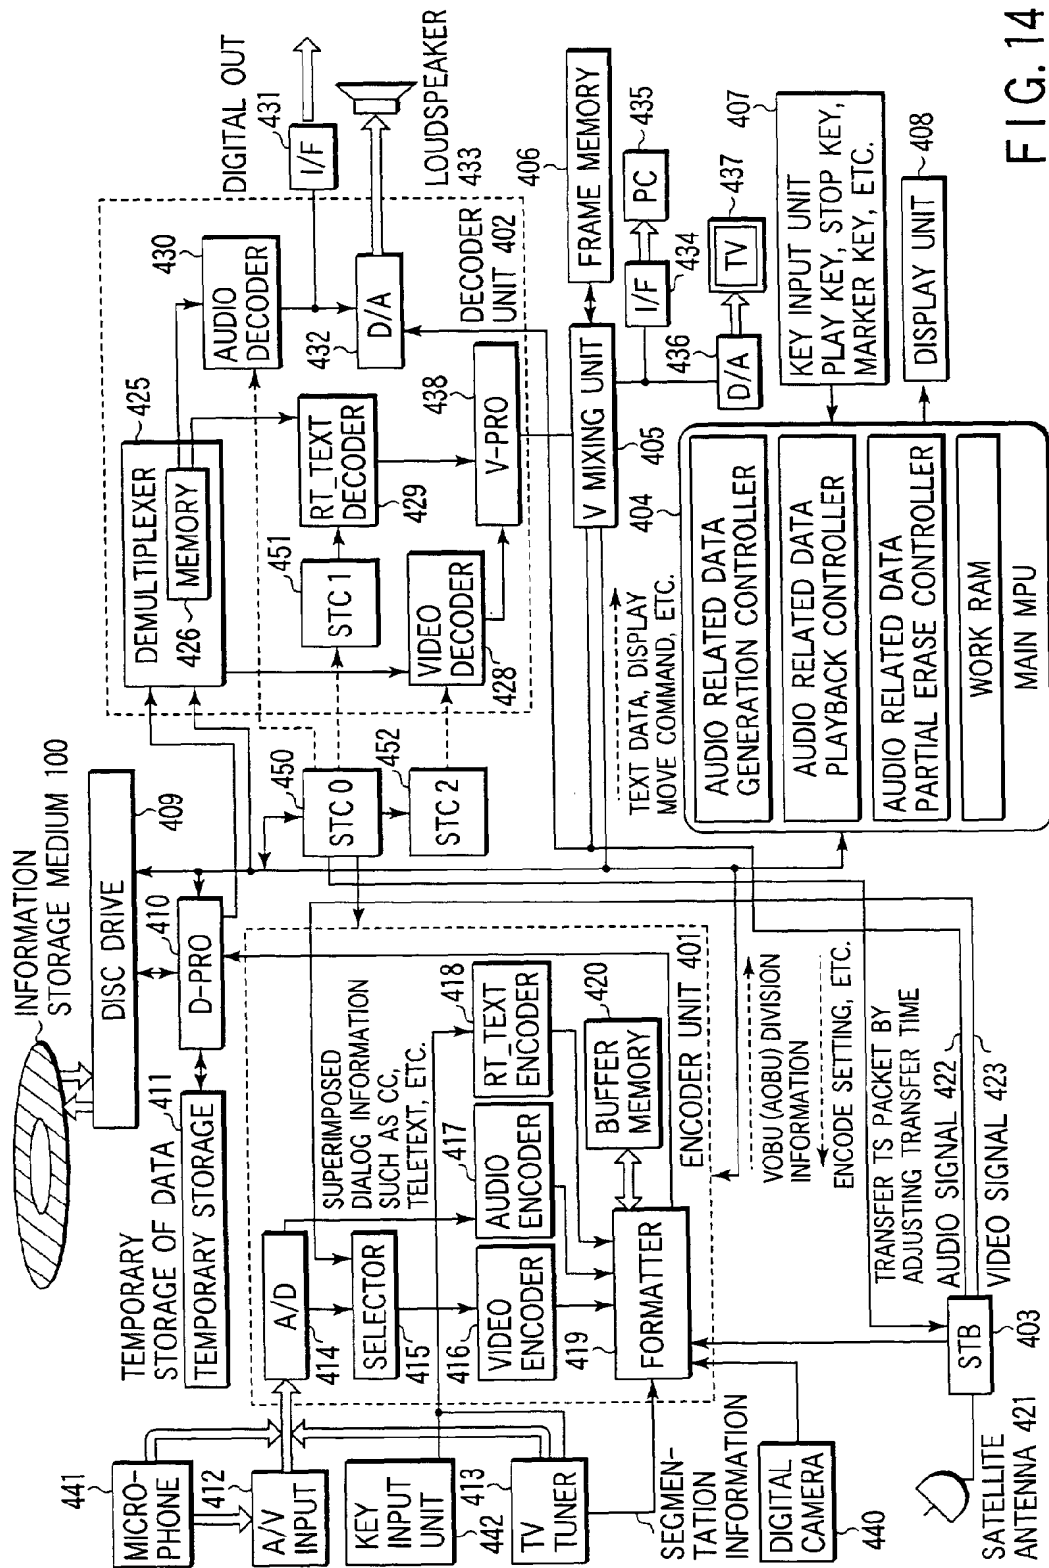 INFORMATION
STORAGE MEDIUM 100
TEMPORARY
STORAGE OF DATA
411
TEMPORARY STORAGE
DISC DRIVE
409
D-PRO
410
441
MICRO-
PHONE
412
A/V
INPUT
KEY
INPUT
UNIT
442
413
TV
TUNER
SEGMEN-
TATION
INFORMATION
DIGITAL
CAMERA
440
SATELLITE
ANTENNA 421
STB
403
A/D
414
SELECTOR
415
SUPERIMPOSED
DIALOG INFORMATION
SUCH AS CC,
TELETEXT, ETC.
416
VIDEO
ENCODER
417
AUDIO
ENCODER
418
RT_TEXT
ENCODER
419
FORMATTER
420
BUFFER
MEMORY
ENCODER UNIT 401
VOBU (AOBU) DIVISION
INFORMATION
ENCODE SETTING, ETC.
TRANSFER TS PACKET BY
ADJUSTING TRANSFER TIME
AUDIO SIGNAL 422
VIDEO SIGNAL 423
450
STC 0
452
STC 2
451
STC 1
425
DEMULTIPLEXER
426
MEMORY
430
AUDIO
DECODER
RT_TEXT
DECODER
429
VIDEO
DECODER
428
432
D/A
438
V-PRO
DECODER
UNIT 402
DIGITAL OUT
431
I/F
LOUDSPEAKER
433
406
FRAME MEMORY
V MIXING UNIT
405
I/F
434
PC
435
436
D/A
TV
437
TEXT DATA, DISPLAY
MOVE COMMAND, ETC.
404
AUDIO RELATED DATA
GENERATION CONTROLLER
AUDIO RELATED DATA
PLAYBACK CONTROLLER
AUDIO RELATED DATA
PARTIAL ERASE CONTROLLER
WORK RAM
MAIN MPU
407
KEY INPUT UNIT
PLAY KEY, STOP KEY,
MARKER KEY, ETC.
408
DISPLAY UNIT
FIG. 14